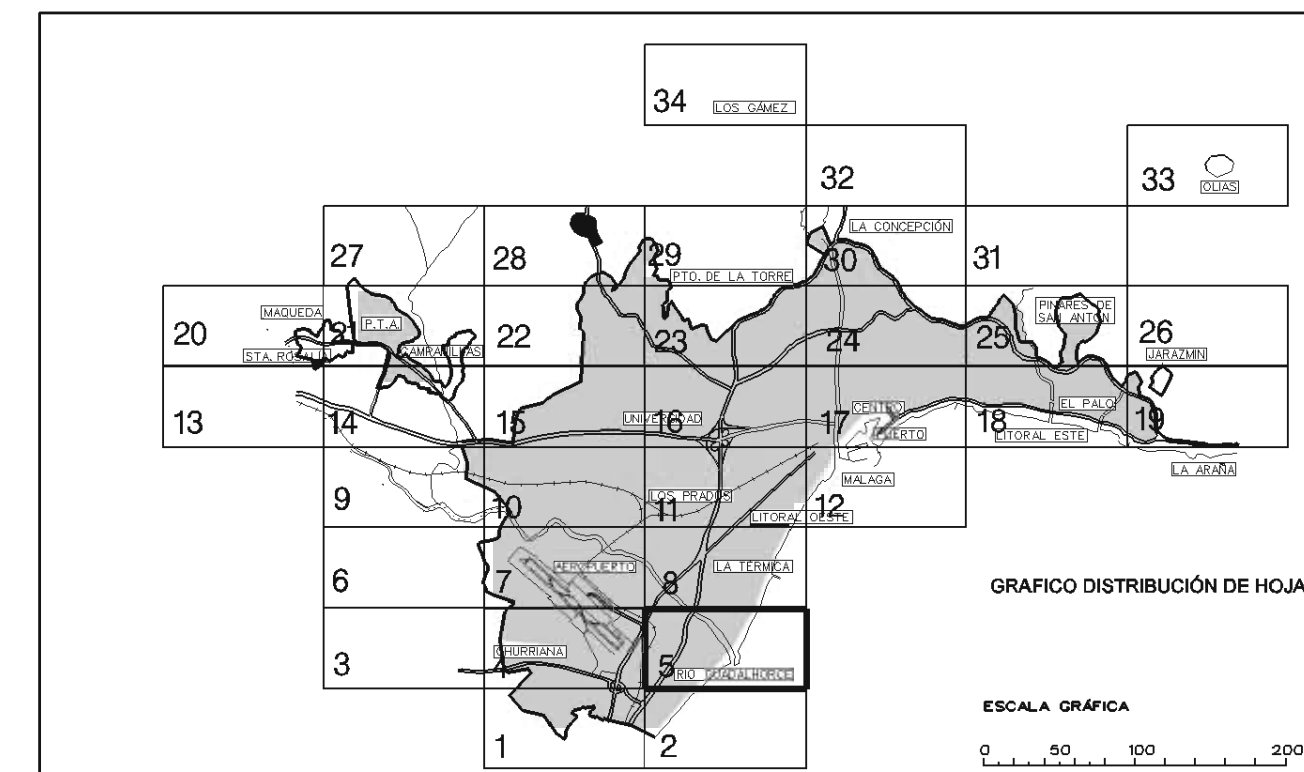 34 LOS GÁMEZ
32
33 OLIAS
LA CONCEPCIÓN
27 28 29 30 31
PTO. DE LA TORRE
MAQUEDA
P.T.A.
PINARES DE
SAN ANTÓN
20 22 23 24 25 26
STA. ROSALIA
CAMPANILLAS
JARAZMIN
EL PALO
CENTRO
13 14 15 16 17 18 19
UNIVERSIDAD
PUERTO
LITORAL ESTE
LA ARAÑA
MALAGA
9 10 11 12
LOS PRADOS
LITORAL OESTE
AEROPUERTO
LA TÉRMICA
6 7 8
GRAFICO DISTRIBUCIÓN DE HOJA
CHURRIANA
3 5
RIO GUADALHORCE
ESCALA GRÁFICA
1 2
0 50 100 200